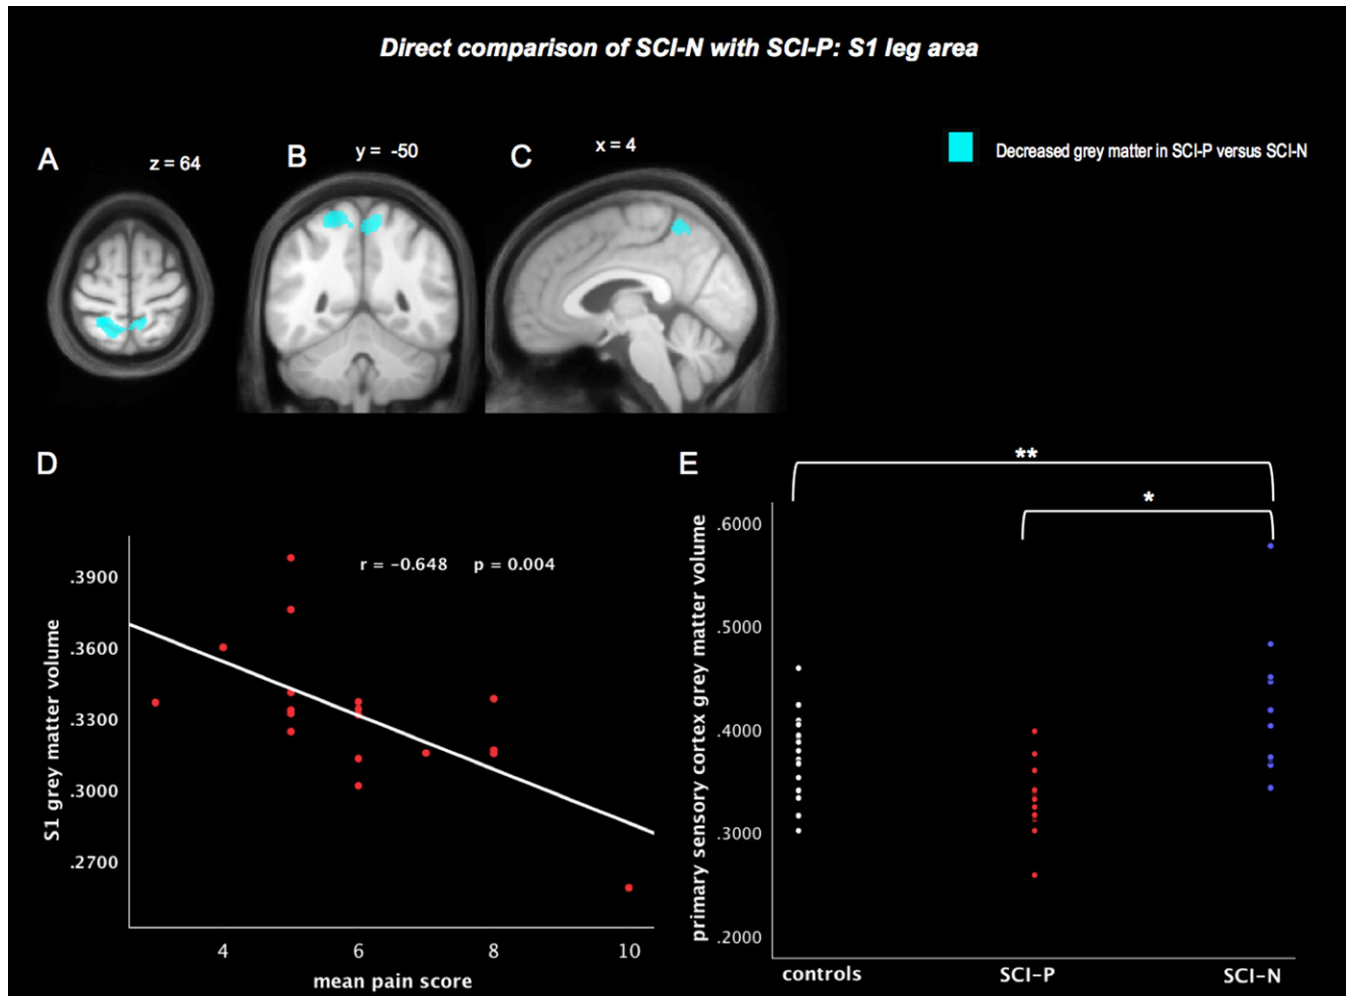 Direct comparison of SCI-N with SCI-P: S1 leg area
A
z = 64
B
y = -50
C
x = 4
Decreased grey matter in SCI-P versus SCI-N
D
r = −0.648 p = 0.004
.3900
.3600
.3300
.3000
.2700
S1 grey matter volume
4 6 8 10
mean pain score
E
**
*
.6000
.5000
.4000
.3000
.2000
primary sensory cortex grey matter volume
controls SCI-P SCI-N